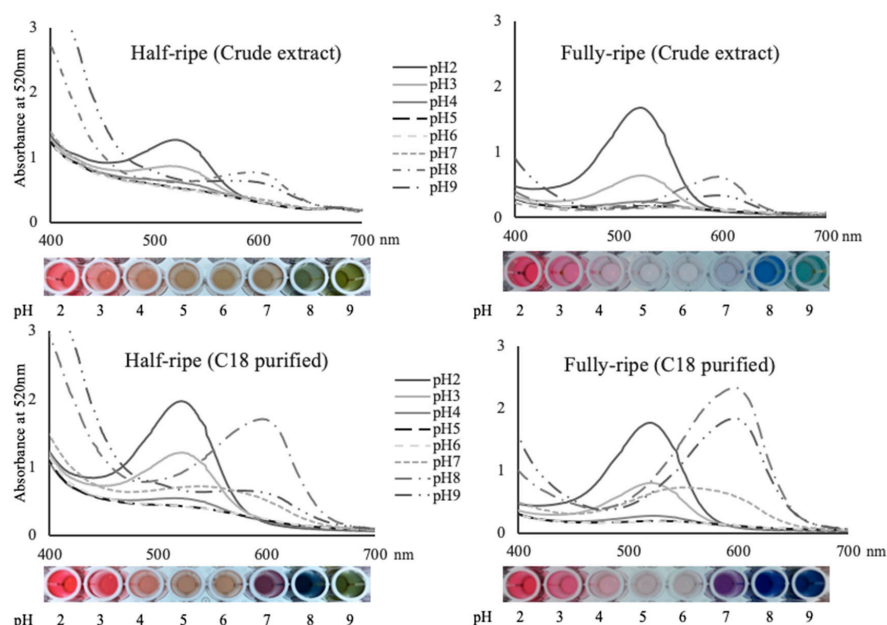 Half-ripe (Crude extract)
Absorbance at 520nm
3
2
1
0
400
500
600
700 nm
pH2
pH3
pH4
pH5
pH6
pH7
pH8
pH9
pH 2 3 4 5 6 7 8 9
Fully-ripe (Crude extract)
3
2
1
0
400
500
600
700 nm
pH 2 3 4 5 6 7 8 9
Half-ripe (C18 purified)
Absorbance at 520nm
3
2
1
0
400
500
600
700
nm
pH2
pH3
pH4
pH5
pH6
pH7
pH8
pH9
pH 2 3 4 5 6 7 8 9
Fully-ripe (C18 purified)
3
2
1
0
400
500
600
700 nm
pH 2 3 4 5 6 7 8 9